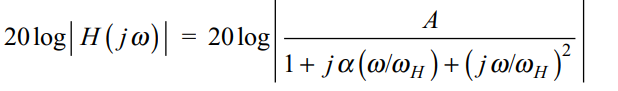 20 log| H(jω)| = 20 log| A / (1 + jα(ω/ω_H) + (jω/ω_H)^2) |